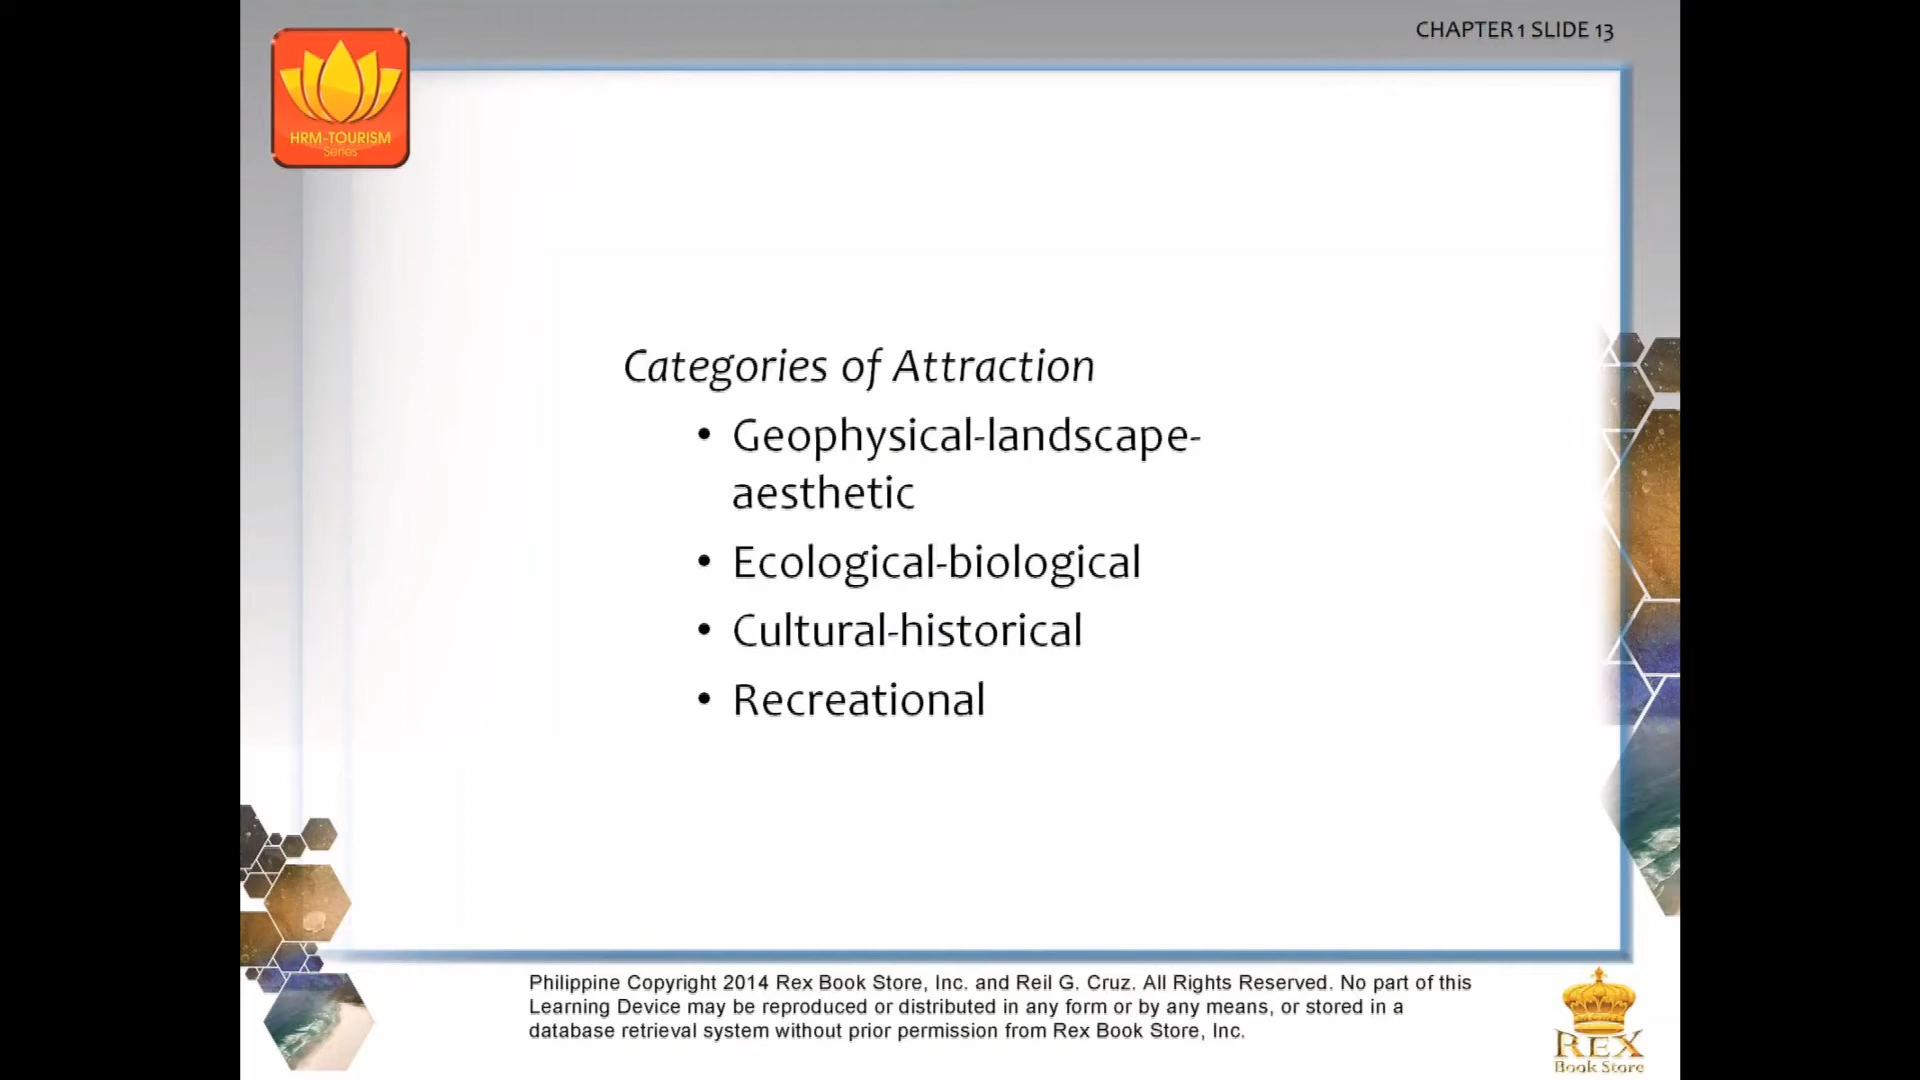 CHAPTER 1 SLIDE 13
HRM-TOURISM
Series
Categories of Attraction
• Geophysical-landscape-
aesthetic
• Ecological-biological
• Cultural-historical
• Recreational
Philippine Copyright 2014 Rex Book Store, Inc. and Reil G. Cruz. All Rights Reserved. No part of this
Learning Device may be reproduced or distributed in any form or by any means, or stored in a
database retrieval system without prior permission from Rex Book Store, Inc.
REX
Book Store